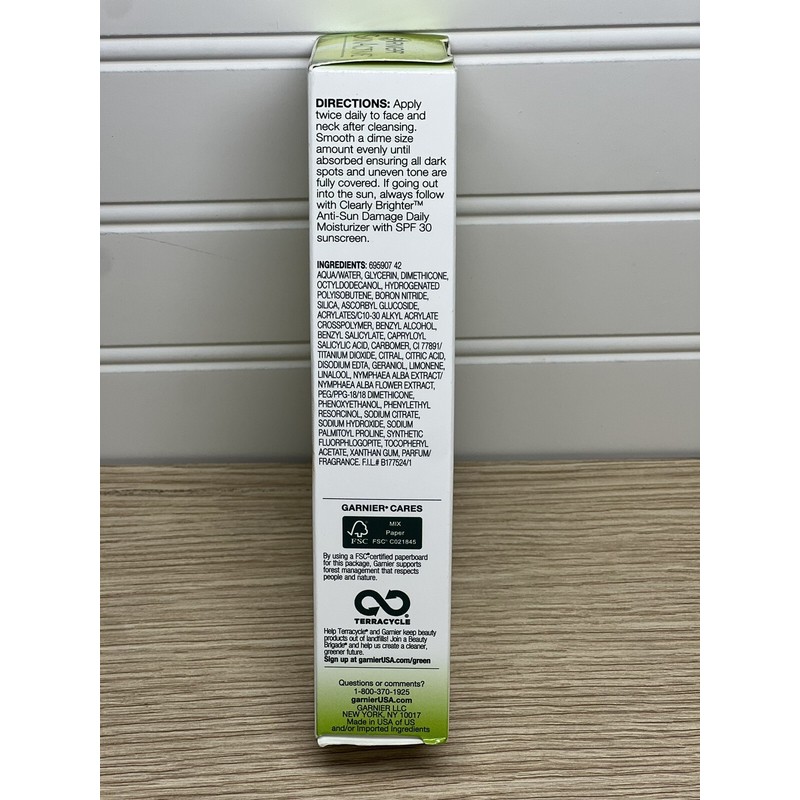 GARNIER
SKINACTIVE
DIRECTIONS: Apply
twice daily to face and
neck after cleansing.
Smooth a dime size
amount evenly until
absorbed ensuring all dark
spots and uneven tone are
fully covered. If going out
into the sun, always follow
with Clearly Brighter™
Anti-Sun Damage Daily
Moisturizer with SPF 30
sunscreen.
INGREDIENTS: 695907 42
AQUA/WATER, GLYCERIN, DIMETHICONE,
OCTYLDODECANOL, HYDROGENATED
POLYISOBUTENE, BORON NITRIDE,
SILICA, ASCORBYL GLUCOSIDE,
ACRYLATES/C10-30 ALKYL ACRYLATE
CROSSPOLYMER, BENZYL ALCOHOL,
BENZYL SALICYLATE, CAPRYLOYL
SALICYLIC ACID, CARBOMER, CI 77891/
TITANIUM DIOXIDE, CITRAL, CITRIC ACID,
DISODIUM EDTA, GERANIOL, LIMONENE,
LINALOOL, NYMPHAEA ALBA EXTRACT/
NYMPHAEA ALBA FLOWER EXTRACT,
PEG/PPG-18/18 DIMETHICONE,
PHENOXYETHANOL, PHENYLETHYL
RESORCINOL, SODIUM CITRATE,
SODIUM HYDROXIDE, SODIUM
PALMITOYL PROLINE, SYNTHETIC
FLUORPHLOGOPITE, TOCOPHERYL
ACETATE, XANTHAN GUM, PARFUM/
FRAGRANCE. F.I.L.# B177524/1
GARNIER® CARES
MIX
Paper
FSC FSC® C021845
By using a FSC®certified paperboard
for this package, Garnier supports
forest management that respects
people and nature.
TERRACYCLE®
Help Terracycle® and Garnier keep beauty
products out of landfills! Join a Beauty
Brigade® and help us create a cleaner,
greener future.
Sign up at garnierUSA.com/green
Questions or comments?
1-800-370-1925
garnierUSA.com
GARNIER LLC
NEW YORK, NY 10017
Made in USA of US
and/or Imported Ingredients